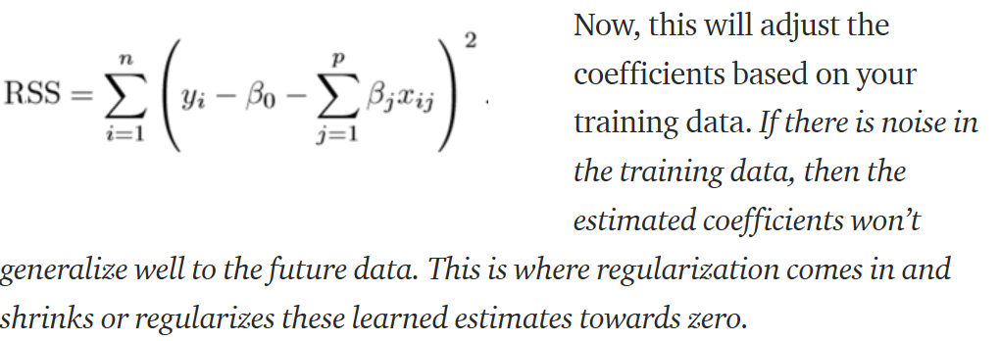 RSS = \sum_{i=1}^{n} \left( y_i - \beta_0 - \sum_{j=1}^{p} \beta_j x_{ij} \right)^2 .
Now, this will adjust the
coefficients based on your
training data. If there is noise in
the training data, then the
estimated coefficients won’t
generalize well to the future data. This is where regularization comes in and
shrinks or regularizes these learned estimates towards zero.